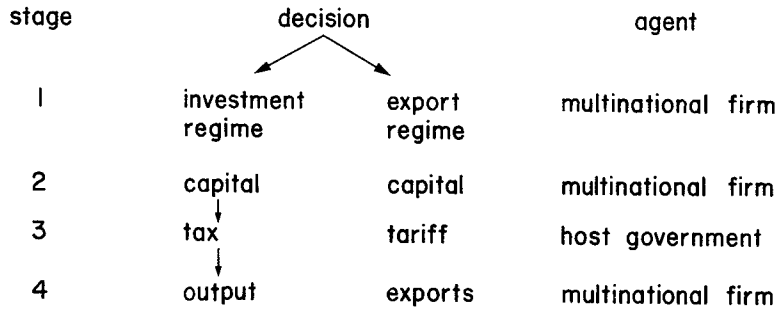 stage decision agent
1 investment regime export regime multinational firm
2 capital capital multinational firm
3 tax tariff host government
4 output exports multinational firm